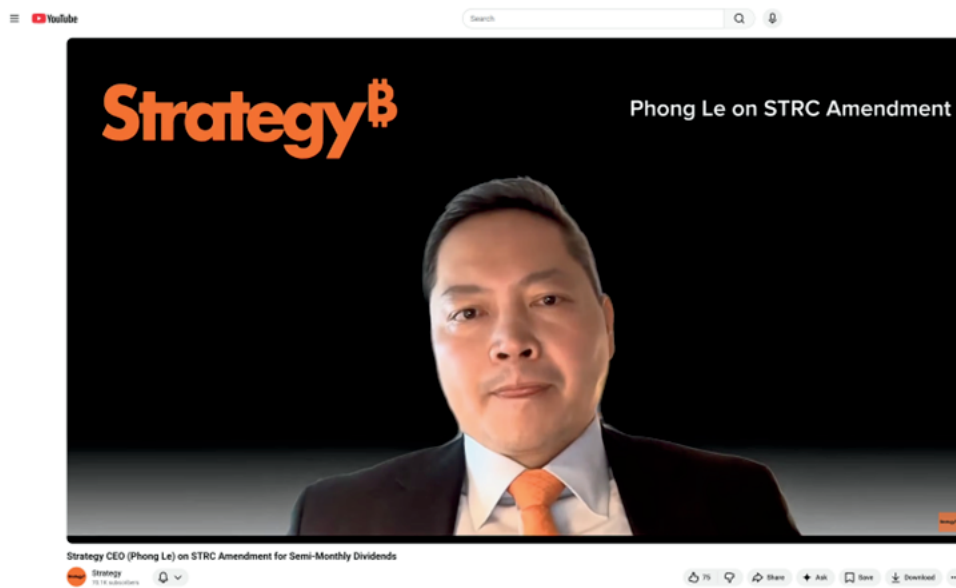 YouTube
Search
Strategy₿
Phong Le on STRC Amendment
Strategy CEO (Phong Le) on STRC Amendment for Semi-Monthly Dividends
Strategy
75 Share Ask Save Download